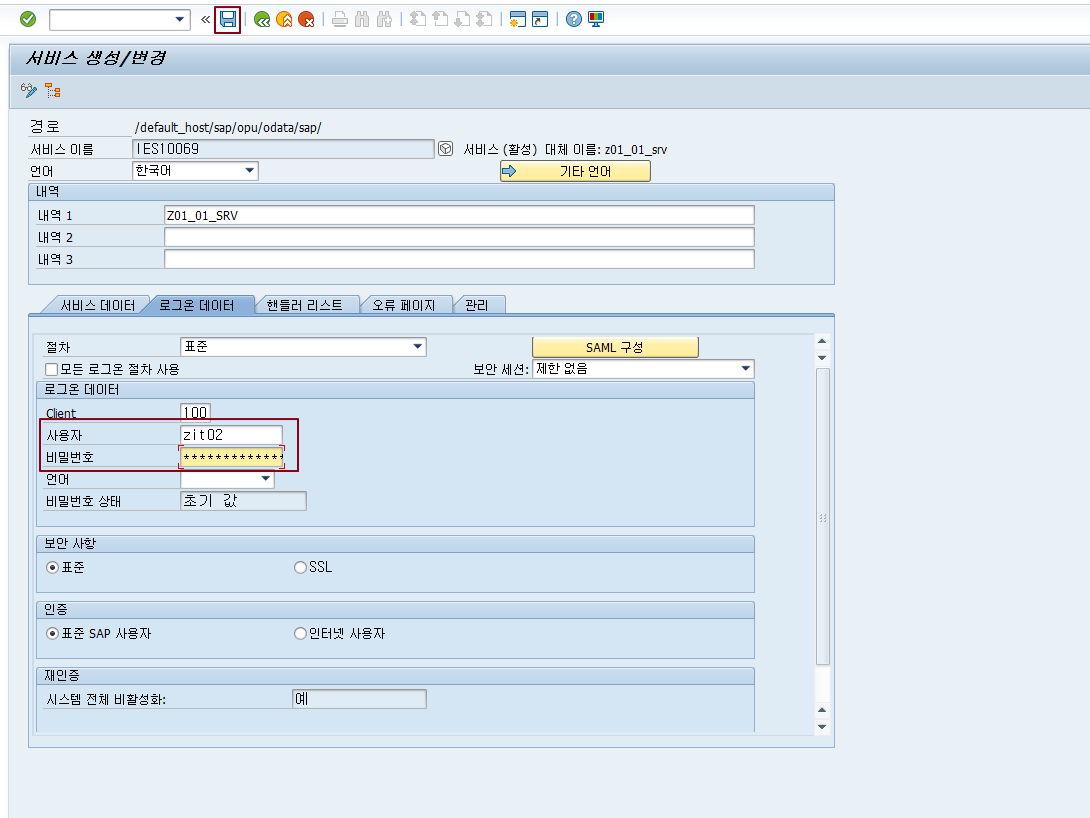 서비스 생성/변경
경로 /default_host/sap/opu/odata/sap/
서비스 이름 IES10069 서비스 (활성) 대체 이름: z01_01_srv
언어 한국어 기타 언어
내역
내역 1 Z01_01_SRV
내역 2
내역 3
서비스 데이터 로그온 데이터 핸들러 리스트 오류 페이지 관리
절차 표준 SAML 구성
모든 로그온 절차 사용 보안 세션: 제한 없음
로그온 데이터
Client 100
사용자 zit02
비밀번호 *************
언어
비밀번호 상태 초기 값
보안 사항
표준 SSL
인증
표준 SAP 사용자 인터넷 사용자
재인증
시스템 전체 비활성화: 예